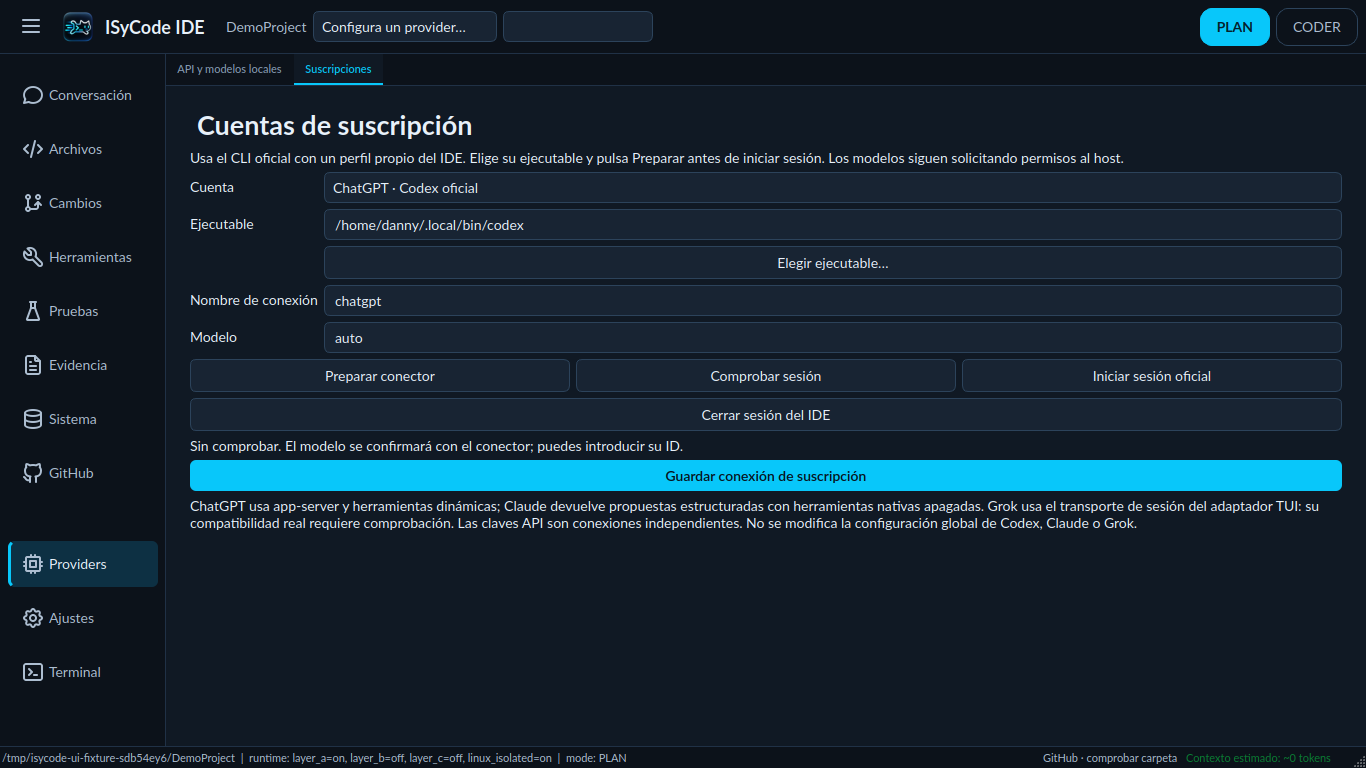 ISyCode IDE
DemoProject
Configura un provider...
PLAN
CODER
API y modelos locales
Suscripciones
Conversación
Archivos
Cambios
Herramientas
Pruebas
Evidencia
Sistema
GitHub
Providers
Ajustes
Terminal
Cuentas de suscripción
Usa el CLI oficial con un perfil propio del IDE. Elige su ejecutable y pulsa Preparar antes de iniciar sesión. Los modelos siguen solicitando permisos al host.
Cuenta
ChatGPT · Codex oficial
Ejecutable
/home/danny/.local/bin/codex
Elegir ejecutable...
Nombre de conexión
chatgpt
Modelo
auto
Preparar conector
Comprobar sesión
Iniciar sesión oficial
Cerrar sesión del IDE
Sin comprobar. El modelo se confirmará con el conector; puedes introducir su ID.
Guardar conexión de suscripción
ChatGPT usa app-server y herramientas dinámicas; Claude devuelve propuestas estructuradas con herramientas nativas apagadas. Grok usa el transporte de sesión del adaptador TUI: su
compatibilidad real requiere comprobación. Las claves API son conexiones independientes. No se modifica la configuración global de Codex, Claude o Grok.
/tmp/isycode-ui-fixture-sdb54ey6/DemoProject | runtime: layer_a=on, layer_b=off, layer_c=off, linux_isolated=on | mode: PLAN
GitHub · comprobar carpeta
Contexto estimado: ~0 tokens